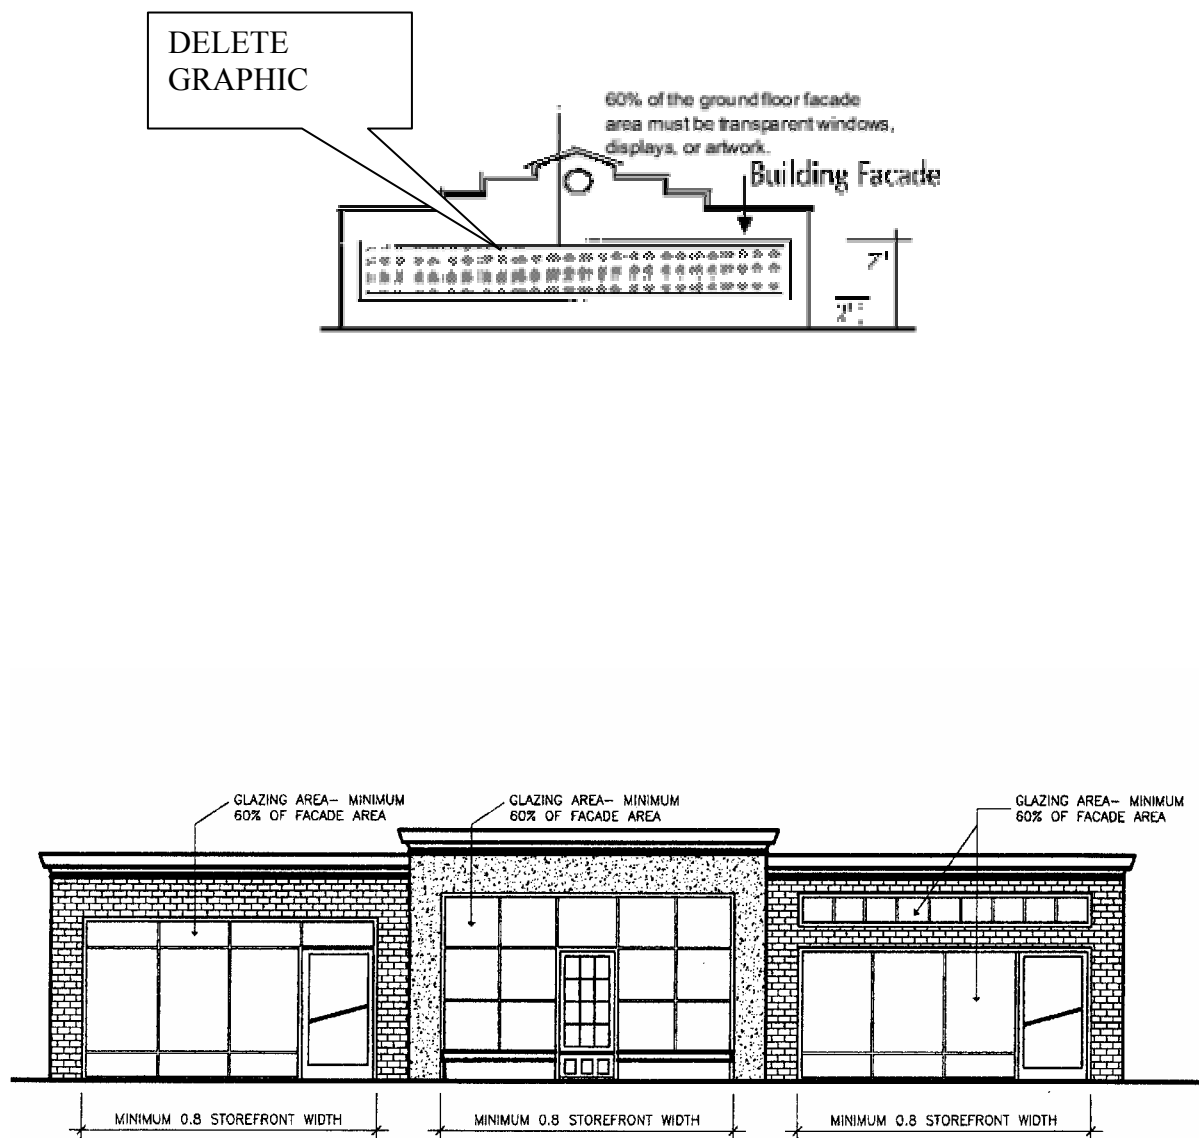 DELETE
GRAPHIC
60% of the ground floor facade
area must be transparent windows,
displays, or artwork.
Building Facade
7'
2'
GLAZING AREA- MINIMUM
60% OF FACADE AREA
GLAZING AREA- MINIMUM
60% OF FACADE AREA
GLAZING AREA- MINIMUM
60% OF FACADE AREA
MINIMUM 0.8 STOREFRONT WIDTH
MINIMUM 0.8 STOREFRONT WIDTH
MINIMUM 0.8 STOREFRONT WIDTH